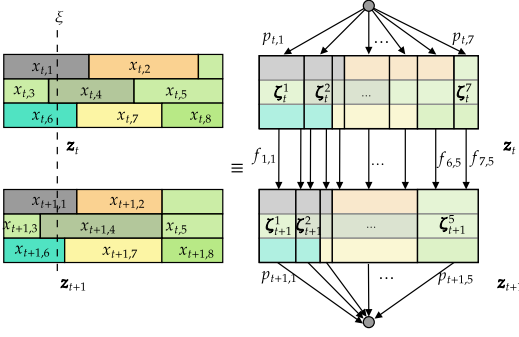 ξ
x_{t,1} x_{t,2}
x_{t,3} x_{t,4} x_{t,5}
x_{t,6} x_{t,7} x_{t,8}
z_t
x_{t+1,1} x_{t+1,2}
x_{t+1,3} x_{t+1,4} x_{t,5}
x_{t+1,6} x_{t+1,7} x_{t+1,8}
z_{t+1}
≡
p_{t,1} ... p_{t,7}
ζ_t^1 ζ_t^2 ... ζ_t^7
z_t
f_{1,1} ... f_{6,5} f_{7,5}
ζ_{t+1}^1 ζ_{t+1}^2 ... ζ_{t+1}^5
p_{t+1,1} ... p_{t+1,5}
z_{t+1}